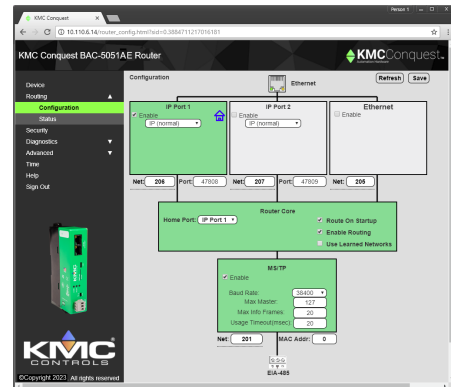 Person 1
KMC Conquest
10.110.6.14/router_config.html?sid=0.3884711217016181
KMC Conquest BAC-5051AE Router
KMCConquest
Device
Routing
Configuration
Status
Security
Diagnostics
Advanced
Time
Help
Sign Out
KMC
CONTROLS
©Copyright 2023 All rights reserved
Configuration
Ethernet
Refresh Save
IP Port 1
Enable
IP (normal)
IP Port 2
Enable
IP (normal)
Ethernet
Enable
Net: 206 Port: 47808 Net: 207 Port: 47809 Net: 205
Router Core
Home Port: IP Port 1
Route On Startup
Enable Routing
Use Learned Networks
MS/TP
Enable
Baud Rate: 38400
Max Master: 127
Max Info Frames: 20
Usage Timeout(msec): 20
Net: 201 MAC Addr: 0
EIA-485